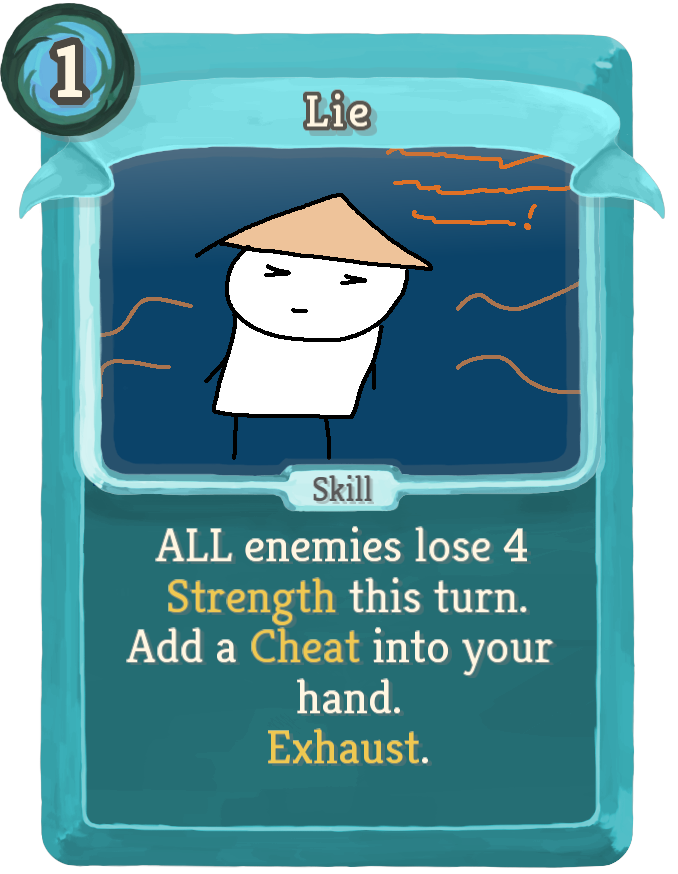 1
Lie
Skill
ALL enemies lose 4
Strength this turn.
Add a Cheat into your
hand.
Exhaust.